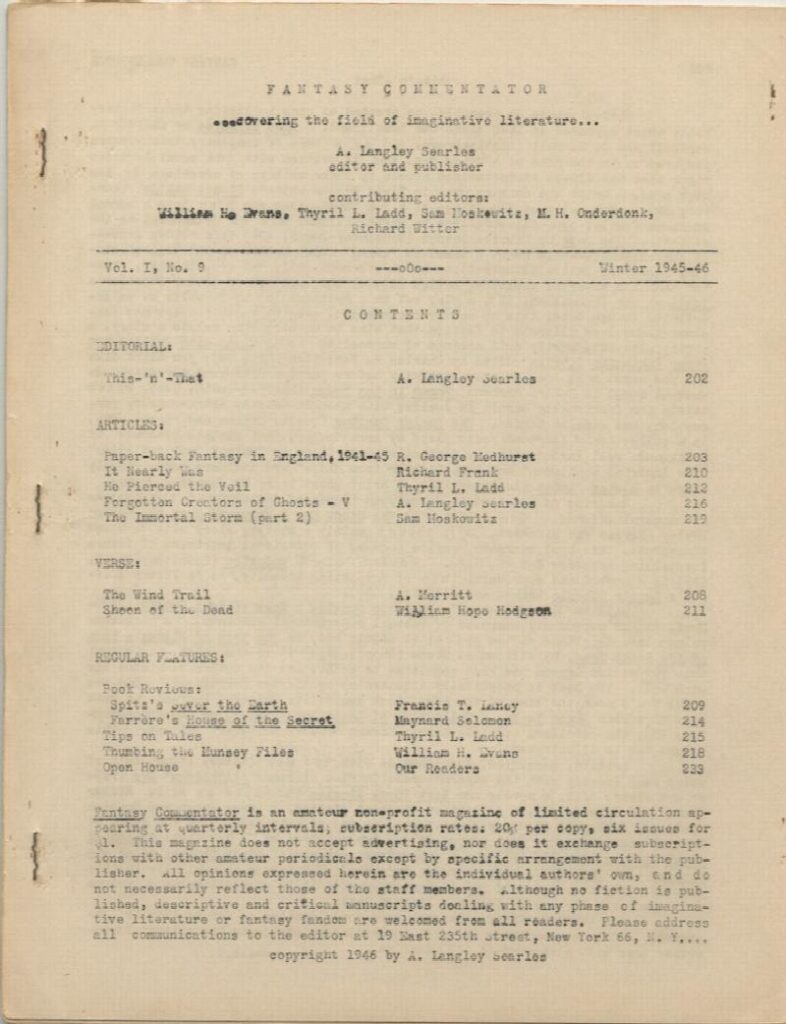 FANTASY COMMENTATOR
...covering the field of imaginative literature...
A. Langley Searles
editor and publisher
contributing editors:
William H. Evans, Thyril L. Ladd, Sam Moskowitz, M. H. Onderdonk,
Richard Witter
Vol. I, No. 9 ---o0o--- Winter 1945-46
CONTENTS
EDITORIAL:
This-'n'-That A. Langley Searles 202
ARTICLES:
Paper-back Fantasy in England, 1941-45 R. George Medhurst 203
It Nearly Was Richard Frank 210
He Pierced the Veil Thyril L. Ladd 212
Forgotten Creators of Ghosts - V A. Langley Searles 216
The Immortal Storm (part 2) Sam Moskowitz 219
VERSE:
The Wind Trail A. Merritt 208
Sheen of the Dead William Hope Hodgson 211
REGULAR FEATURES:
Book Reviews:
Spitz's Sever the Earth Francis T. Laney 209
Farrère's House of the Secret Maynard Solomon 214
Tips on Tales Thyril L. Ladd 215
Thumbing the Munsey Files William H. Evans 218
Open House Our Readers 233
Fantasy Commentator is an amateur non-profit magazine of limited circulation ap-
pearing at quarterly intervals; subscription rates: 20¢ per copy, six issues for
$1. This magazine does not accept advertising, nor does it exchange subscript-
ions with other amateur periodicals except by specific arrangement with the pub-
lisher. All opinions expressed herein are the individual authors' own, and do
not necessarily reflect those of the staff members. Although no fiction is pub-
lished, descriptive and critical manuscripts dealing with any phase of imagina-
tive literature or fantasy fandom are welcomed from all readers. Please address
all communications to the editor at 19 East 235th Street, New York 66, N. Y....
copyright 1946 by A. Langley Searles